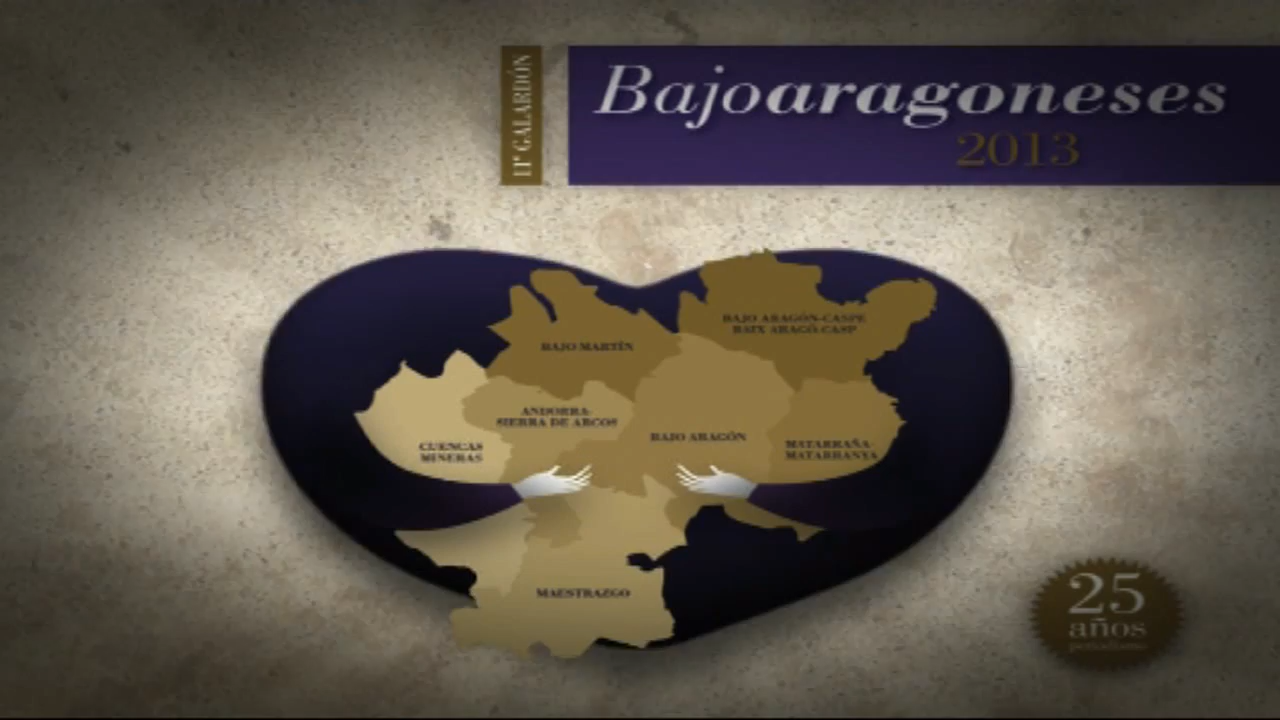 11º GALARDÓN
Bajoaragoneses
2013
BAJO ARAGÓN-CASPE
BAIX ARAGÓ-CASP
BAJO MARTÍN
ANDORRA-
SIERRA DE ARCOS
BAJO ARAGÓN
CUENCAS
MINERAS
MATARRAÑA-
MATARRANYA
MAESTRAZGO
25
años